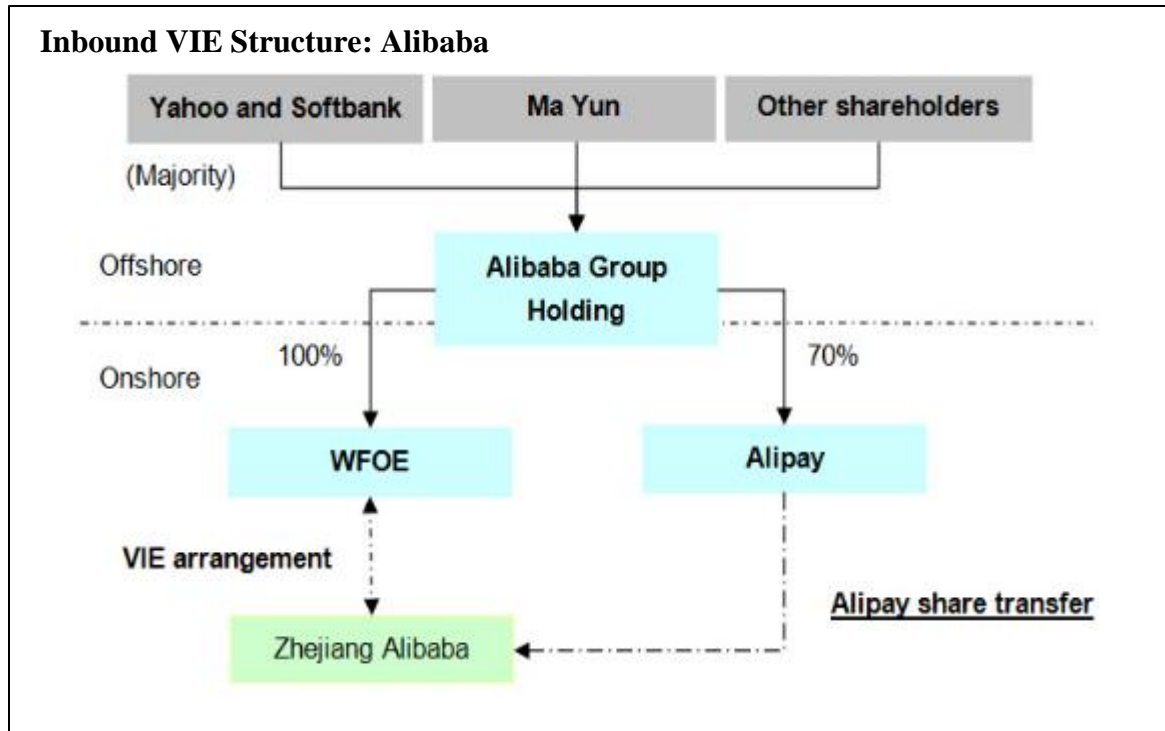 Inbound VIE Structure: Alibaba
Yahoo and Softbank
Ma Yun
Other shareholders
(Majority)
Offshore
Alibaba Group
Holding
100%
70%
Onshore
WFOE
Alipay
VIE arrangement
Alipay share transfer
Zhejiang Alibaba